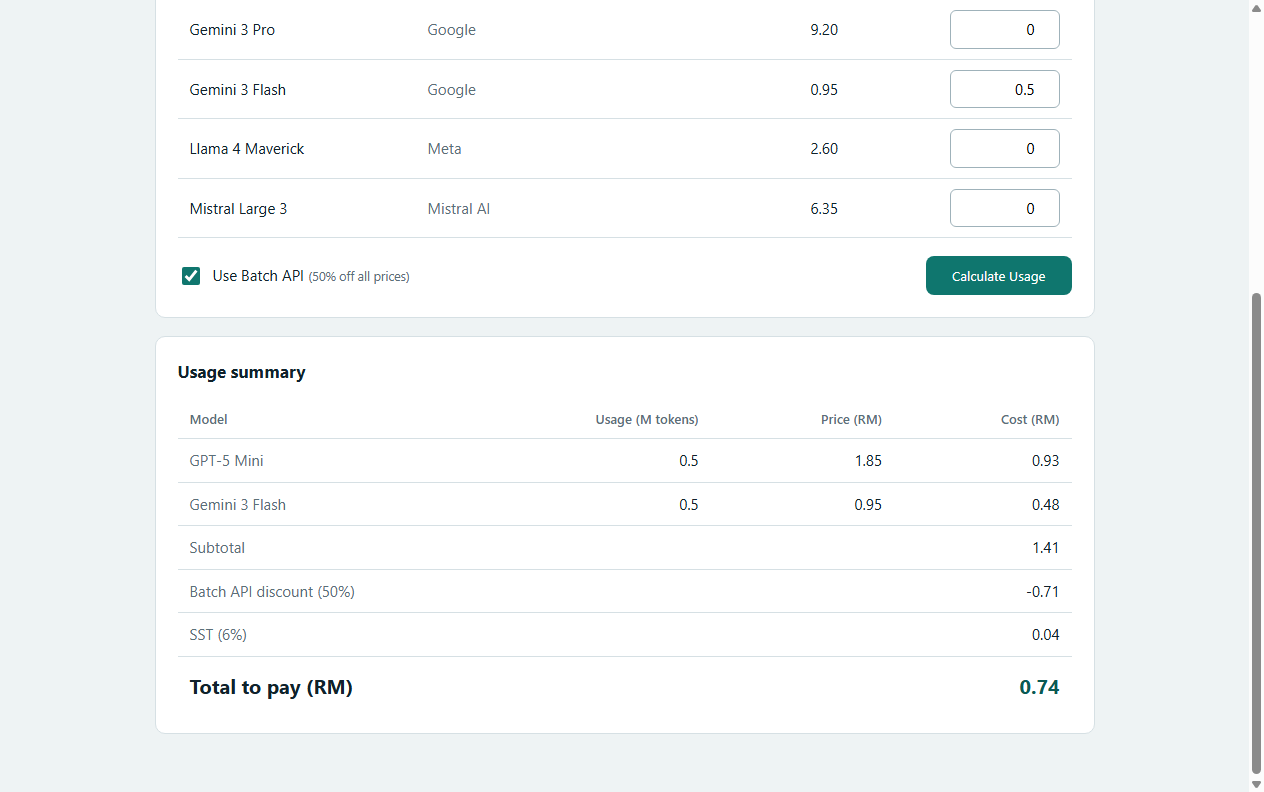 Gemini 3 Pro Google 9.20 0
Gemini 3 Flash Google 0.95 0.5
Llama 4 Maverick Meta 2.60 0
Mistral Large 3 Mistral AI 6.35 0
Use Batch API (50% off all prices) Calculate Usage
Usage summary
Model Usage (M tokens) Price (RM) Cost (RM)
GPT-5 Mini 0.5 1.85 0.93
Gemini 3 Flash 0.5 0.95 0.48
Subtotal 1.41
Batch API discount (50%) -0.71
SST (6%) 0.04
Total to pay (RM) 0.74